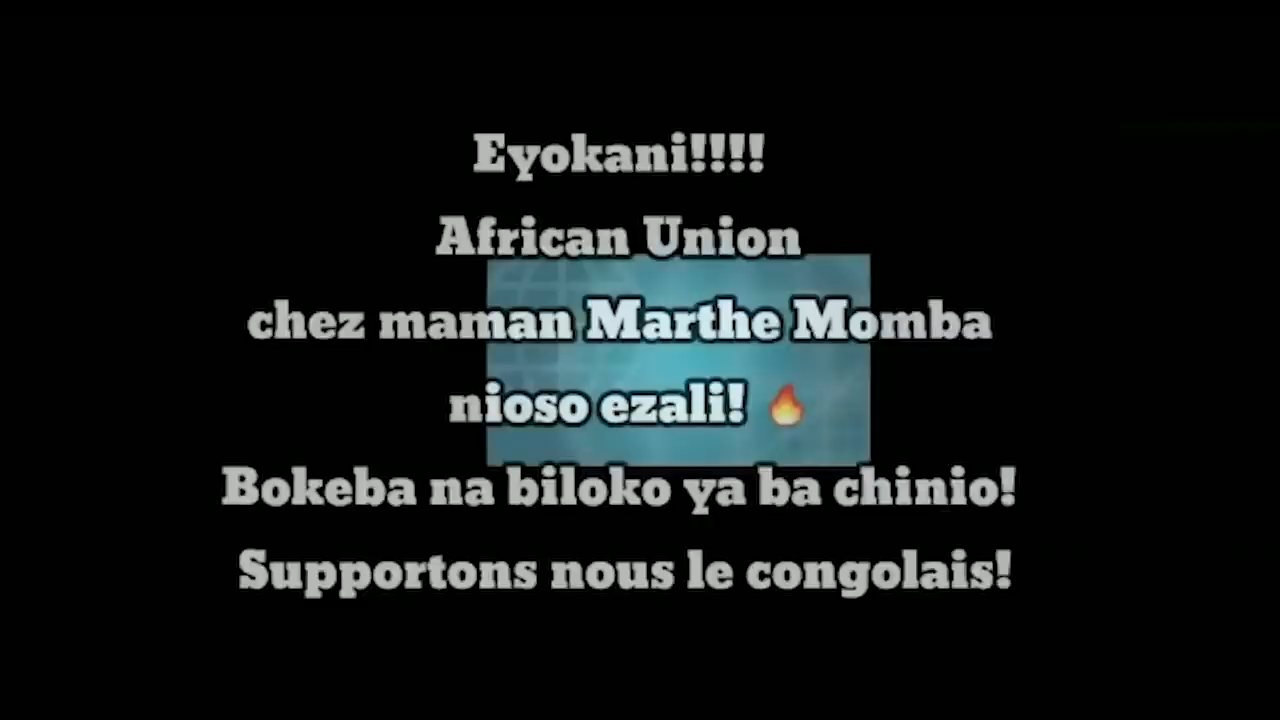 Eyokani!!!!
African Union
chez maman Marthe Momba
nioso ezali! 🔥
Bokeba na biloko ya ba chinio!
Supportons nous le congolais!